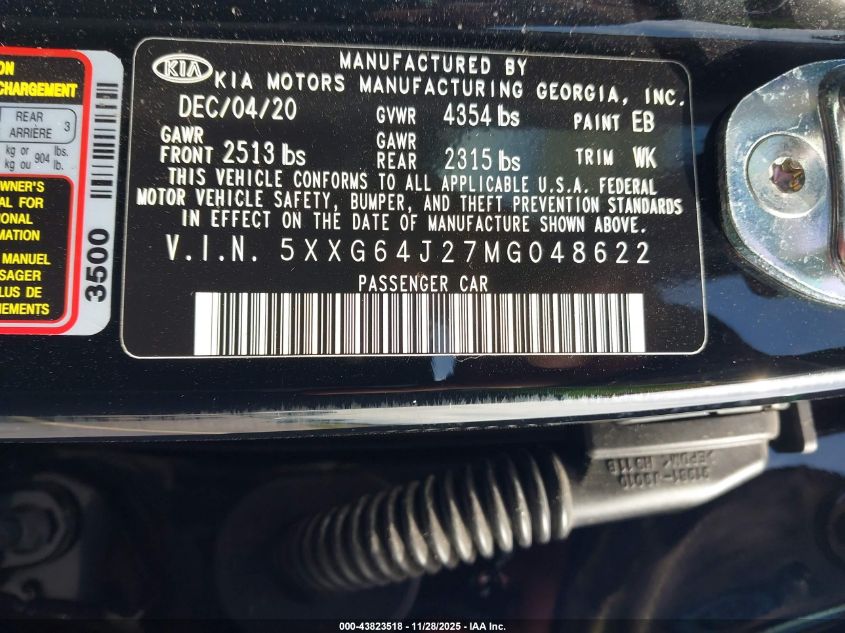 ON
CHARGEMENT
REAR
ARRIÈRE 3
kg or 904 lbs.
kg ou lb.
OWNER'S
AL FOR
IONAL
MATION
MANUEL
SAGER
LUS DE
NEMENTS
3500
KIA
MANUFACTURED BY
KIA MOTORS MANUFACTURING GEORGIA, INC.
DEC/04/20 GVWR 4354 lbs PAINT EB
GAWR FRONT 2513 lbs GAWR REAR 2315 lbs TRIM WK
THIS VEHICLE CONFORMS TO ALL APPLICABLE U.S.A. FEDERAL
MOTOR VEHICLE SAFETY, BUMPER, AND THEFT PREVENTION STANDARDS
IN EFFECT ON THE DATE OF MANUFACTURE SHOWN ABOVE.
V.I.N. 5XXG64J27MG048622
PASSENGER CAR
000-43823518 | 11/28/2025 - IAA Inc.